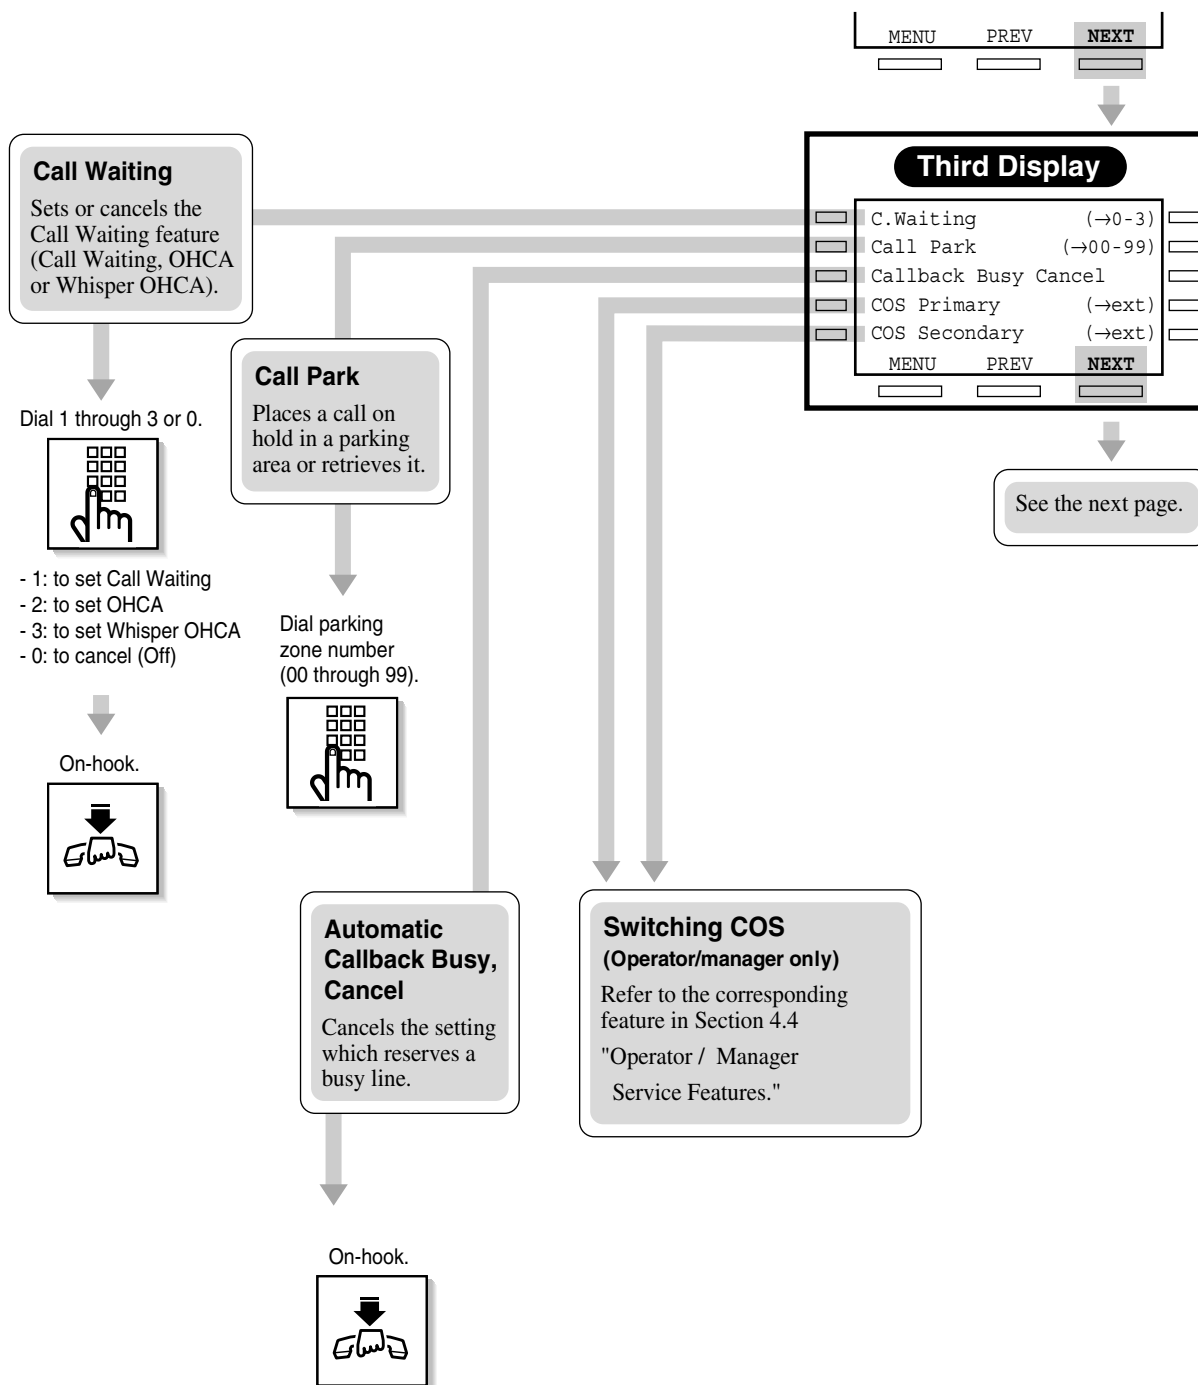 MENU PREV NEXT
Third Display
C.Waiting (→0-3)
Call Park (→00-99)
Callback Busy Cancel
COS Primary (→ext)
COS Secondary (→ext)
MENU PREV NEXT
See the next page.
Call Waiting
Sets or cancels the
Call Waiting feature
(Call Waiting, OHCA
or Whisper OHCA).
Dial 1 through 3 or 0.
- 1: to set Call Waiting
- 2: to set OHCA
- 3: to set Whisper OHCA
- 0: to cancel (Off)
On-hook.
Call Park
Places a call on
hold in a parking
area or retrieves it.
Dial parking
zone number
(00 through 99).
Automatic
Callback Busy,
Cancel
Cancels the setting
which reserves a
busy line.
On-hook.
Switching COS
(Operator/manager only)
Refer to the corresponding
feature in Section 4.4
"Operator / Manager
Service Features."